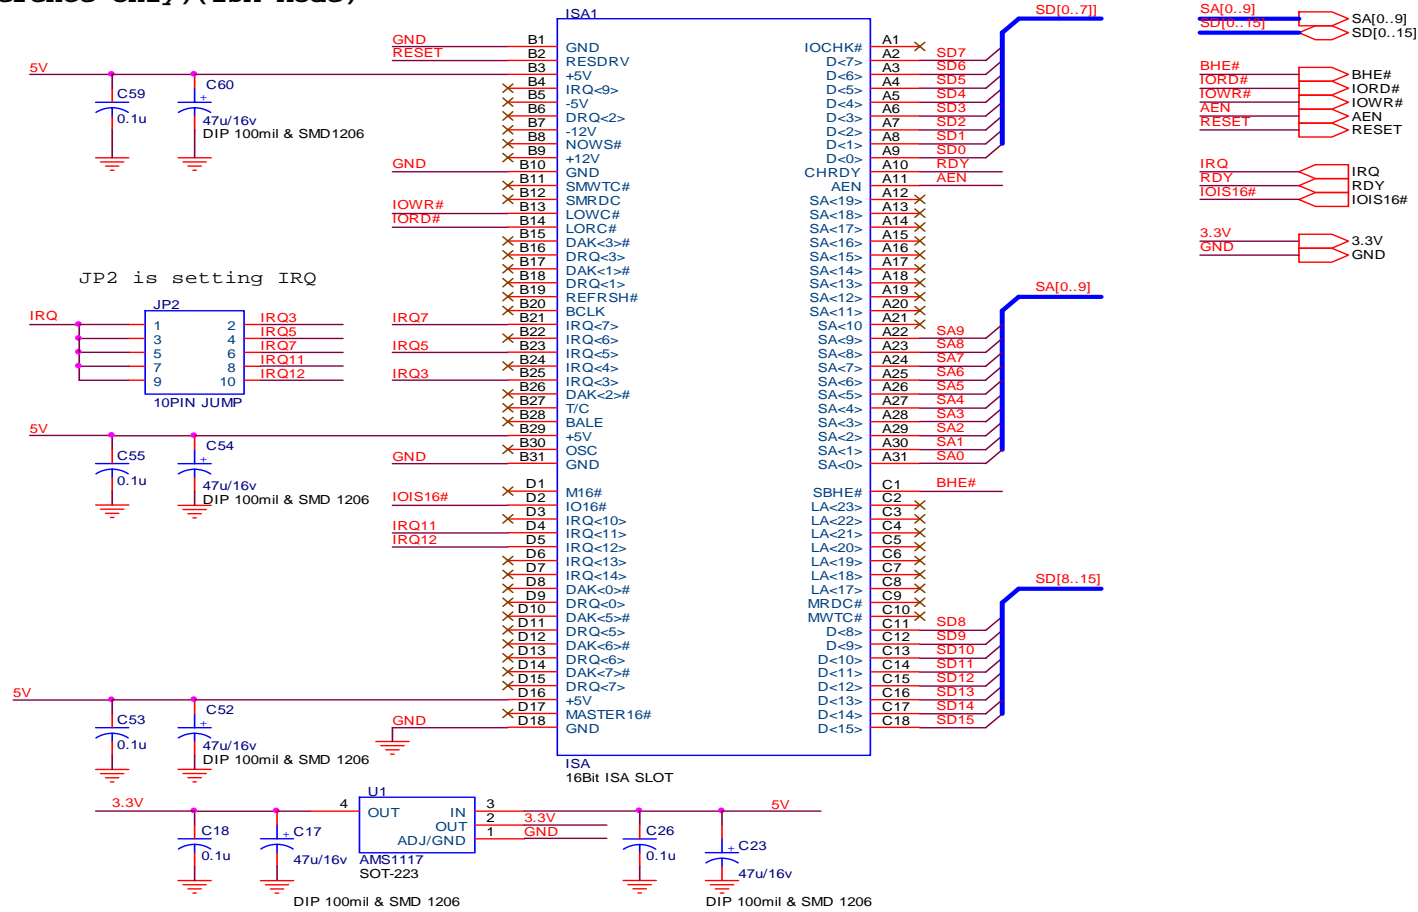 ISA1
SD[0..7]]
SA[0..9]
SD[0..15]
SA[0..9]
SD[0..15]
GND
RESET
B1 GND
B2 RESDRV
B3 +5V
B4 IRQ<9>
B5 -5V
B6 DRQ<2>
B7 -12V
B8 NOWS#
B9 +12V
B10 GND
B11 SMWTC#
B12 SMRDC
B13 LOWC#
B14 LORC#
B15 DAK<3>#
B16 DRQ<3>
B17 DAK<1>#
B18 DRQ<1>
B19 REFRSH#
B20 BCLK
B21 IRQ<7>
B22 IRQ<6>
B23 IRQ<5>
B24 IRQ<4>
B25 IRQ<3>
B26 DAK<2>#
B27 T/C
B28 BALE
B29 +5V
B30 OSC
B31 GND
D1 M16#
D2 IO16#
D3 IRQ<10>
D4 IRQ<11>
D5 IRQ<12>
D6 IRQ<13>
D7 IRQ<14>
D8 DAK<0>#
D9 DRQ<0>
D10 DAK<5>#
D11 DRQ<5>
D12 DAK<6>#
D13 DRQ<6>
D14 DAK<7>#
D15 DRQ<7>
D16 +5V
D17 MASTER16#
D18 GND
IOCHK# A1
D<7> A2 SD7
D<6> A3 SD6
D<5> A4 SD5
D<4> A5 SD4
D<3> A6 SD3
D<2> A7 SD2
D<1> A8 SD1
D<0> A9 SD0
CHRDY A10 RDY
AEN A11 AEN
SA<19> A12
SA<18> A13
SA<17> A14
SA<16> A15
SA<15> A16
SA<14> A17
SA<13> A18
SA<12> A19
SA<11> A20
SA<10 A21
SA<9> A22 SA9
SA<8> A23 SA8
SA<7> A24 SA7
SA<6> A25 SA6
SA<5> A26 SA5
SA<4> A27 SA4
SA<3> A28 SA3
SA<2> A29 SA2
SA<1> A30 SA1
SA<0> A31 SA0
SBHE# C1 BHE#
LA<23> C2
LA<22> C3
LA<21> C4
LA<20> C5
LA<19> C6
LA<18> C7
LA<17> C8
MRDC# C9
MWTC# C10
D<8> C11 SD8
D<9> C12 SD9
D<10> C13 SD10
D<11> C14 SD11
D<12> C15 SD12
D<13> C16 SD13
D<14> C17 SD14
D<15> C18 SD15
ISA
16Bit ISA SLOT
SA[0..9]
SD[8..15]
5V
C59
0.1u
C60
+
47u/16v
DIP 100mil & SMD1206
GND
IOWR#
IORD#
JP2 is setting IRQ
JP2
IRQ
1 2 IRQ3
3 4 IRQ5
5 6 IRQ7
7 8 IRQ11
9 10 IRQ12
10PIN JUMP
IRQ7
IRQ5
IRQ3
5V
C55
0.1u
C54
+
47u/16v
DIP 100mil & SMD 1206
GND
IOIS16#
IRQ11
IRQ12
5V
C53
0.1u
C52
+
47u/16v
DIP 100mil & SMD 1206
GND
BHE# BHE#
IORD# IORD#
IOWR# IOWR#
AEN AEN
RESET RESET
IRQ IRQ
RDY RDY
IOIS16# IOIS16#
3.3V 3.3V
GND GND
3.3V
U1
4 OUT IN 3
OUT 2 3.3V
ADJ/GND 1 GND
AMS1117
SOT-223
5V
C18
0.1u
+ C17
47u/16v
DIP 100mil & SMD 1206
C26
0.1u
+ C23
47u/16v
DIP 100mil & SMD 1206